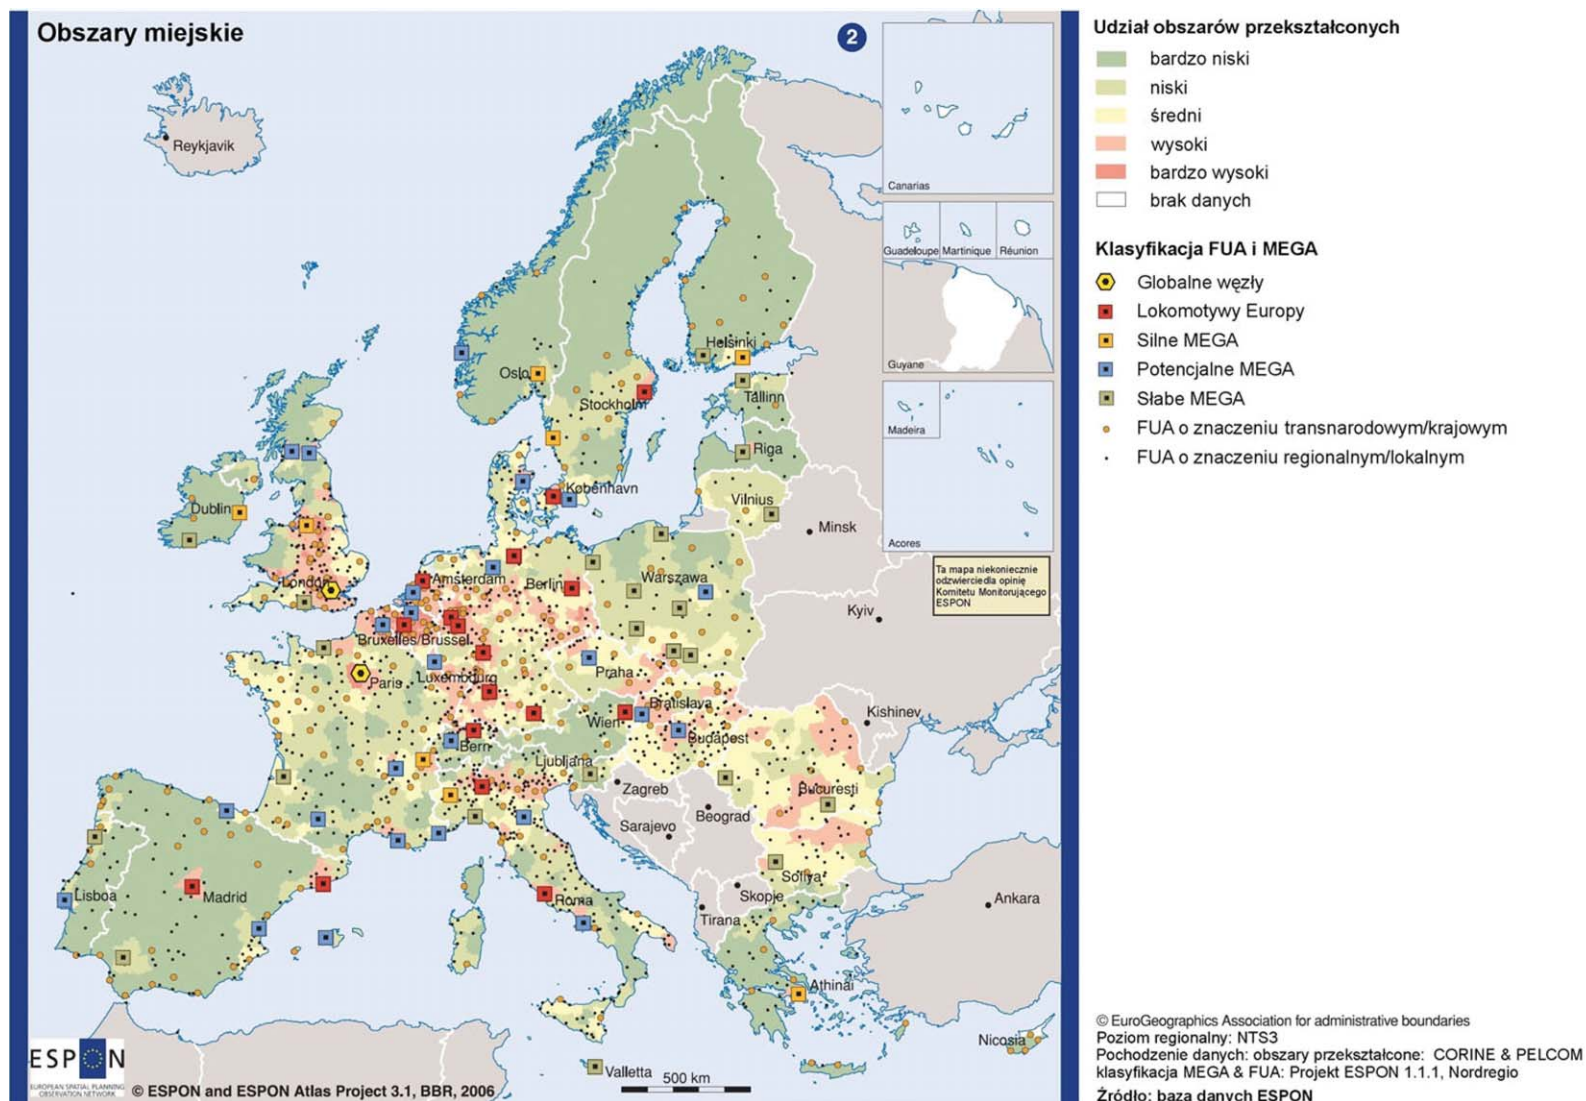 Obszary miejskie
2
Reykjavik
Canarias
Guadeloupe
Martinique
Réunion
Guyane
Madeira
Acores
Helsinki
Oslo
Stockholm
Tallinn
Riga
Dublin
København
Vilnius
Minsk
London
Amsterdam
Berlin
Warszawa
Ta mapa niekoniecznie
odzwierciedla opinię
Komitetu Monitorującego
ESPON
Kyiv
Bruxelles/Brussel
Praha
Luxembourg
Paris
Bratislava
Wien
Kishinev
Bern
Budapest
Ljubljana
Zagreb
Bucuresti
Beograd
Sarajevo
Sofiya
Skopje
Tirana
Lisboa
Madrid
Roma
Ankara
Athinai
Nicosia
Valletta
500 km
ESPON
EUROPEAN SPATIAL PLANNING
OBSERVATION NETWORK
© ESPON and ESPON Atlas Project 3.1, BBR, 2006
Udział obszarów przekształconych
bardzo niski
niski
średni
wysoki
bardzo wysoki
brak danych
Klasyfikacja FUA i MEGA
Globalne węzły
Lokomotywy Europy
Silne MEGA
Potencjalne MEGA
Słabe MEGA
FUA o znaczeniu transnarodowym/krajowym
FUA o znaczeniu regionalnym/lokalnym
© EuroGeographics Association for administrative boundaries
Poziom regionalny: NTS3
Pochodzenie danych: obszary przekształcone: CORINE & PELCOM
klasyfikacja MEGA & FUA: Projekt ESPON 1.1.1, Nordregio
Źródło: baza danych ESPON